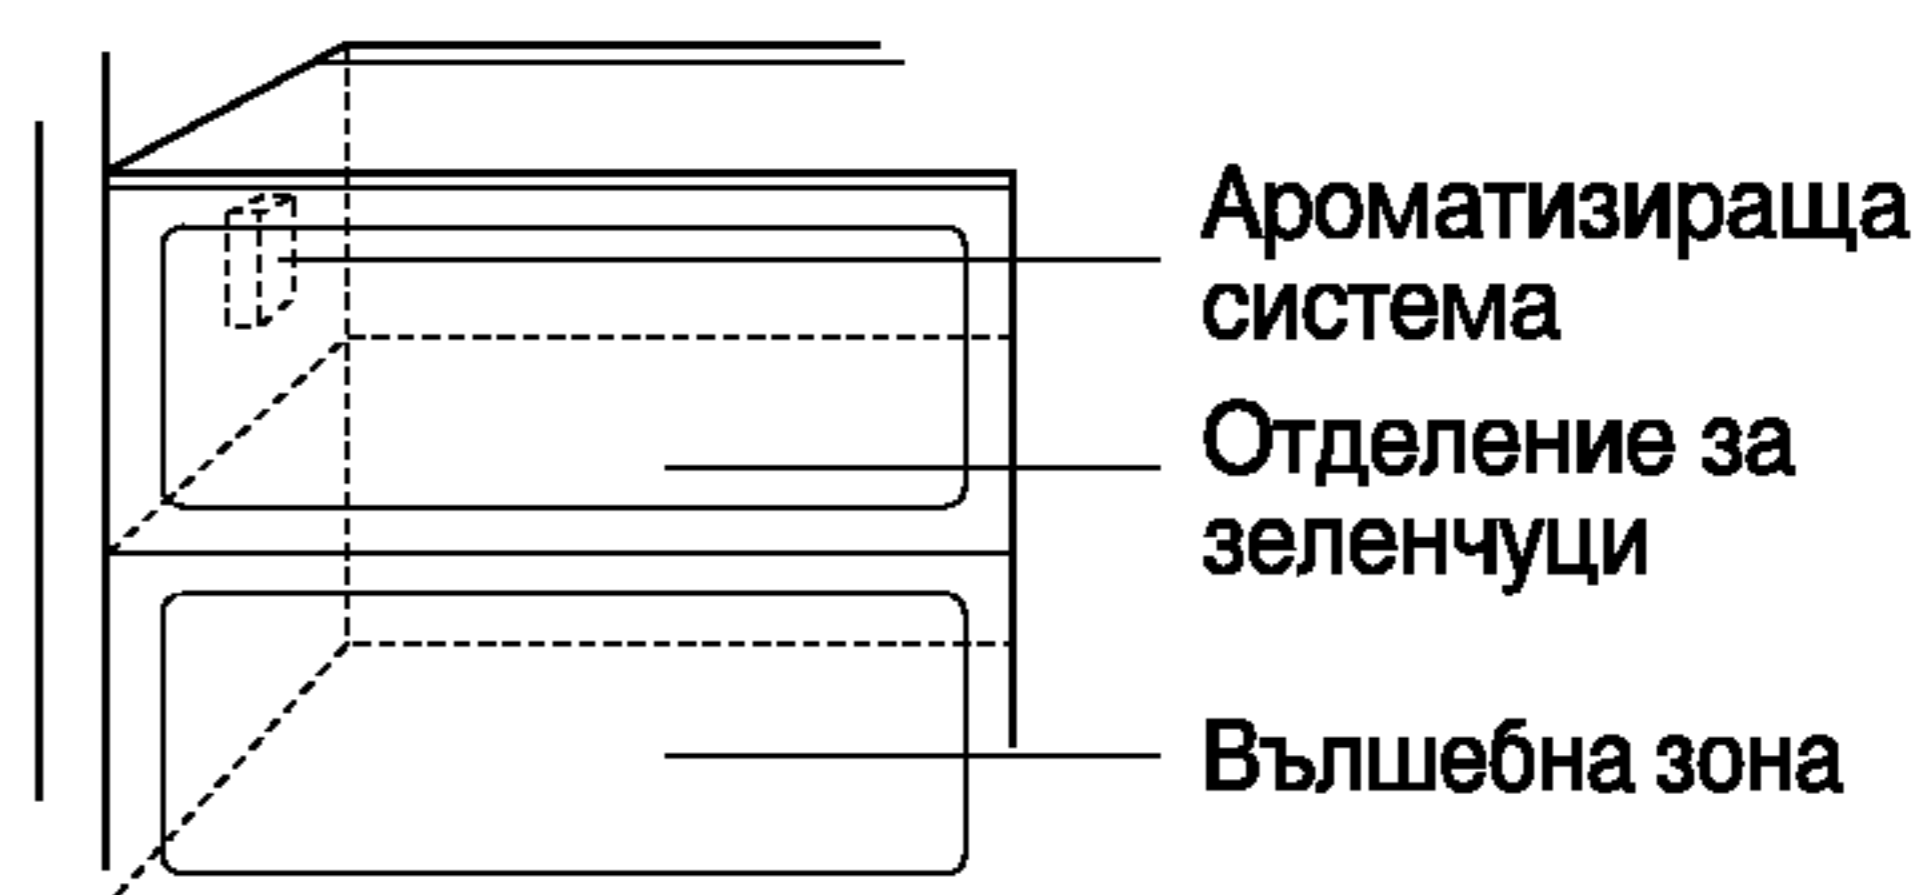 Ароматизираща
система
Отделение за
зеленчуци
Вълшебна зона